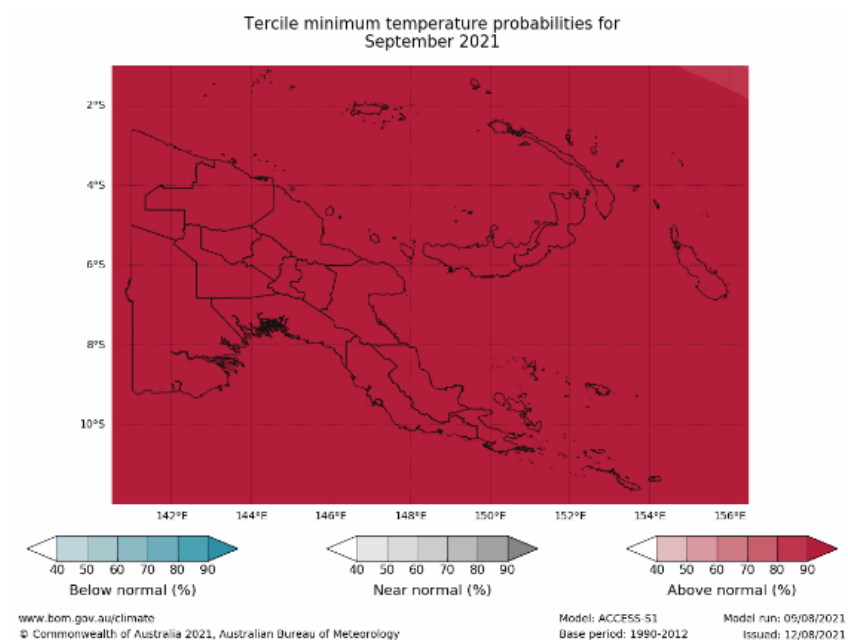 Tercile minimum temperature probabilities for
September 2021
2°S
4°S
6°S
8°S
10°S
142°E 144°E 146°E 148°E 150°E 152°E 154°E 156°E
40 50 60 70 80 90
Below normal (%)
40 50 60 70 80 90
Near normal (%)
40 50 60 70 80 90
Above normal (%)
www.bom.gov.au/climate
© Commonwealth of Australia 2021, Australian Bureau of Meteorology
Model: ACCESS-S1
Base period: 1990-2012
Model run: 09/08/2021
Issued: 12/08/2021